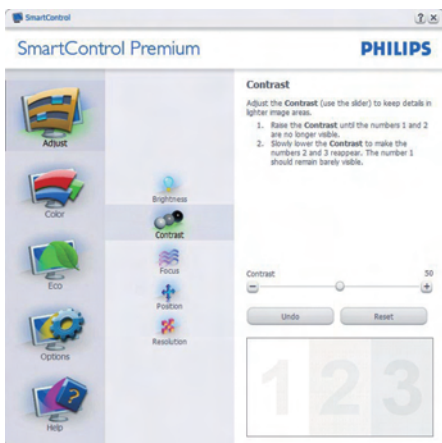 SmartControl
? ×
SmartControl Premium
PHILIPS
Adjust
Color
Eco
Options
Help
Brightness
Contrast
Focus
Position
Resolution
Contrast
Adjust the Contrast (use the slider) to keep details in
lighter image areas.
1. Raise the Contrast until the numbers 1 and 2
are no longer visible.
2. Slowly lower the Contrast to make the
numbers 2 and 3 reappear. The number 1
should remain barely visible.
Contrast 50
Undo Reset
1 2 3